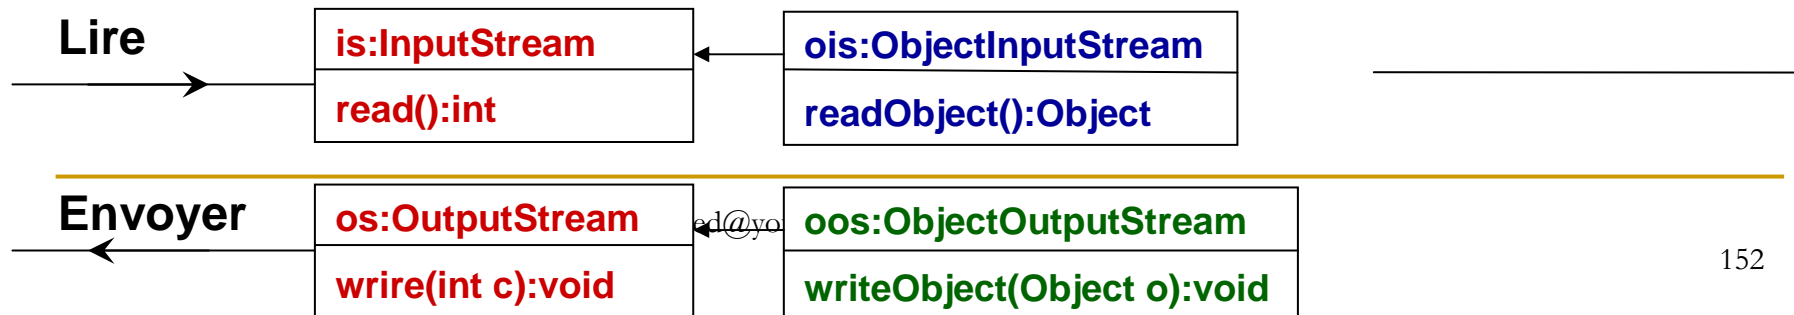 Lire
is:InputStream
ois:ObjectInputStream
read():int
readObject():Object
Envoyer
os:OutputStream
oos:ObjectOutputStream
wrire(int c):void
writeObject(Object o):void
152